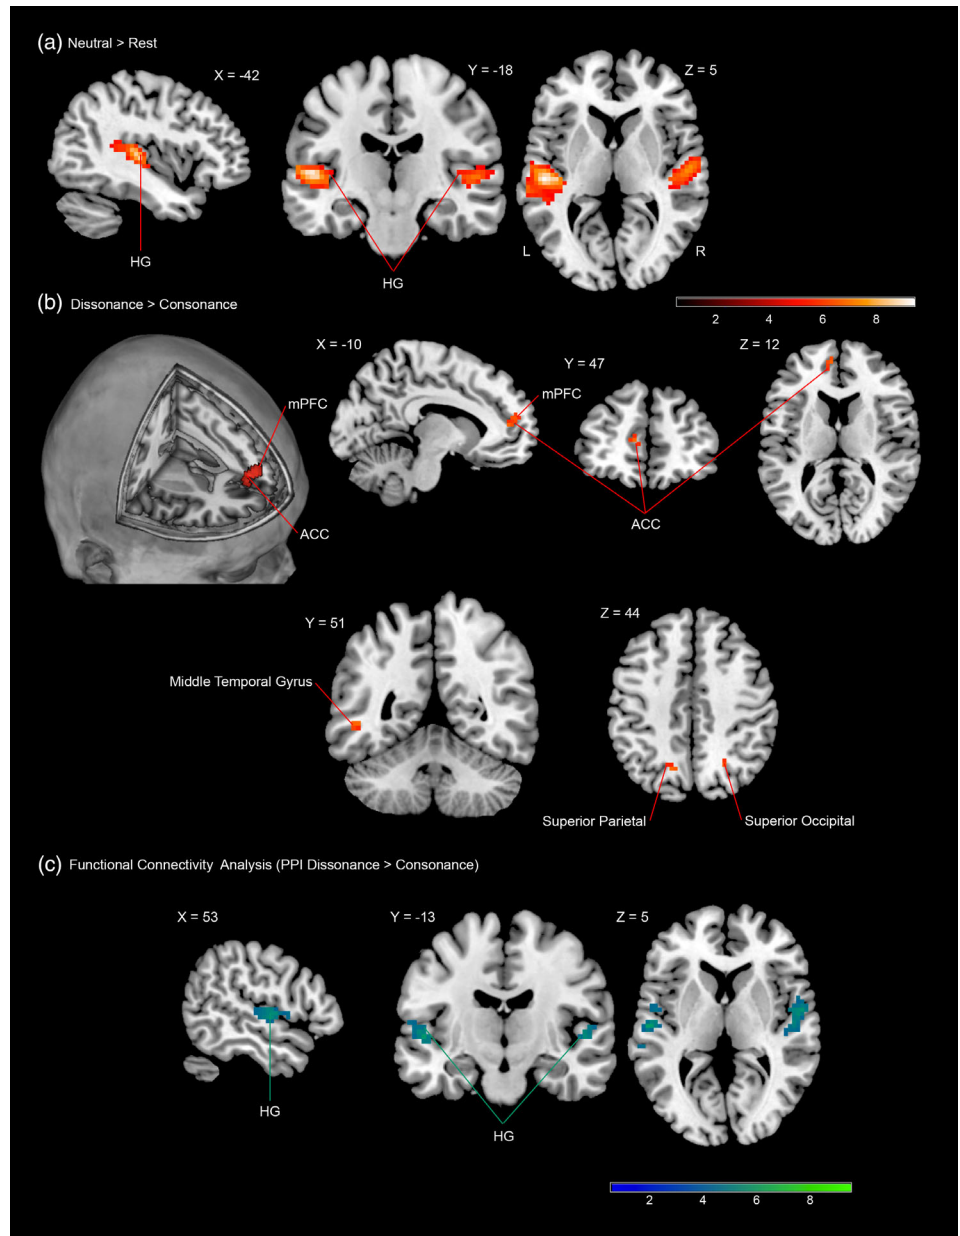 (a) Neutral > Rest
X = -42
Y = -18
Z = 5
HG
HG
L
R
2 4 6 8
(b) Dissonance > Consonance
X = -10
Y = 47
Z = 12
mPFC
mPFC
ACC
ACC
Y = 51
Z = 44
Middle Temporal Gyrus
Superior Parietal
Superior Occipital
(c) Functional Connectivity Analysis (PPI Dissonance > Consonance)
X = 53
Y = -13
Z = 5
HG
HG
2 4 6 8